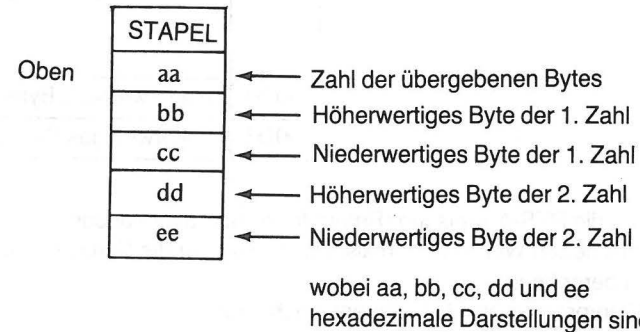 STAPEL
Oben aa Zahl der übergebenen Bytes
bb Höherwertiges Byte der 1. Zahl
cc Niederwertiges Byte der 1. Zahl
dd Höherwertiges Byte der 2. Zahl
ee Niederwertiges Byte der 2. Zahl
wobei aa, bb, cc, dd und ee
hexadezimale Darstellungen